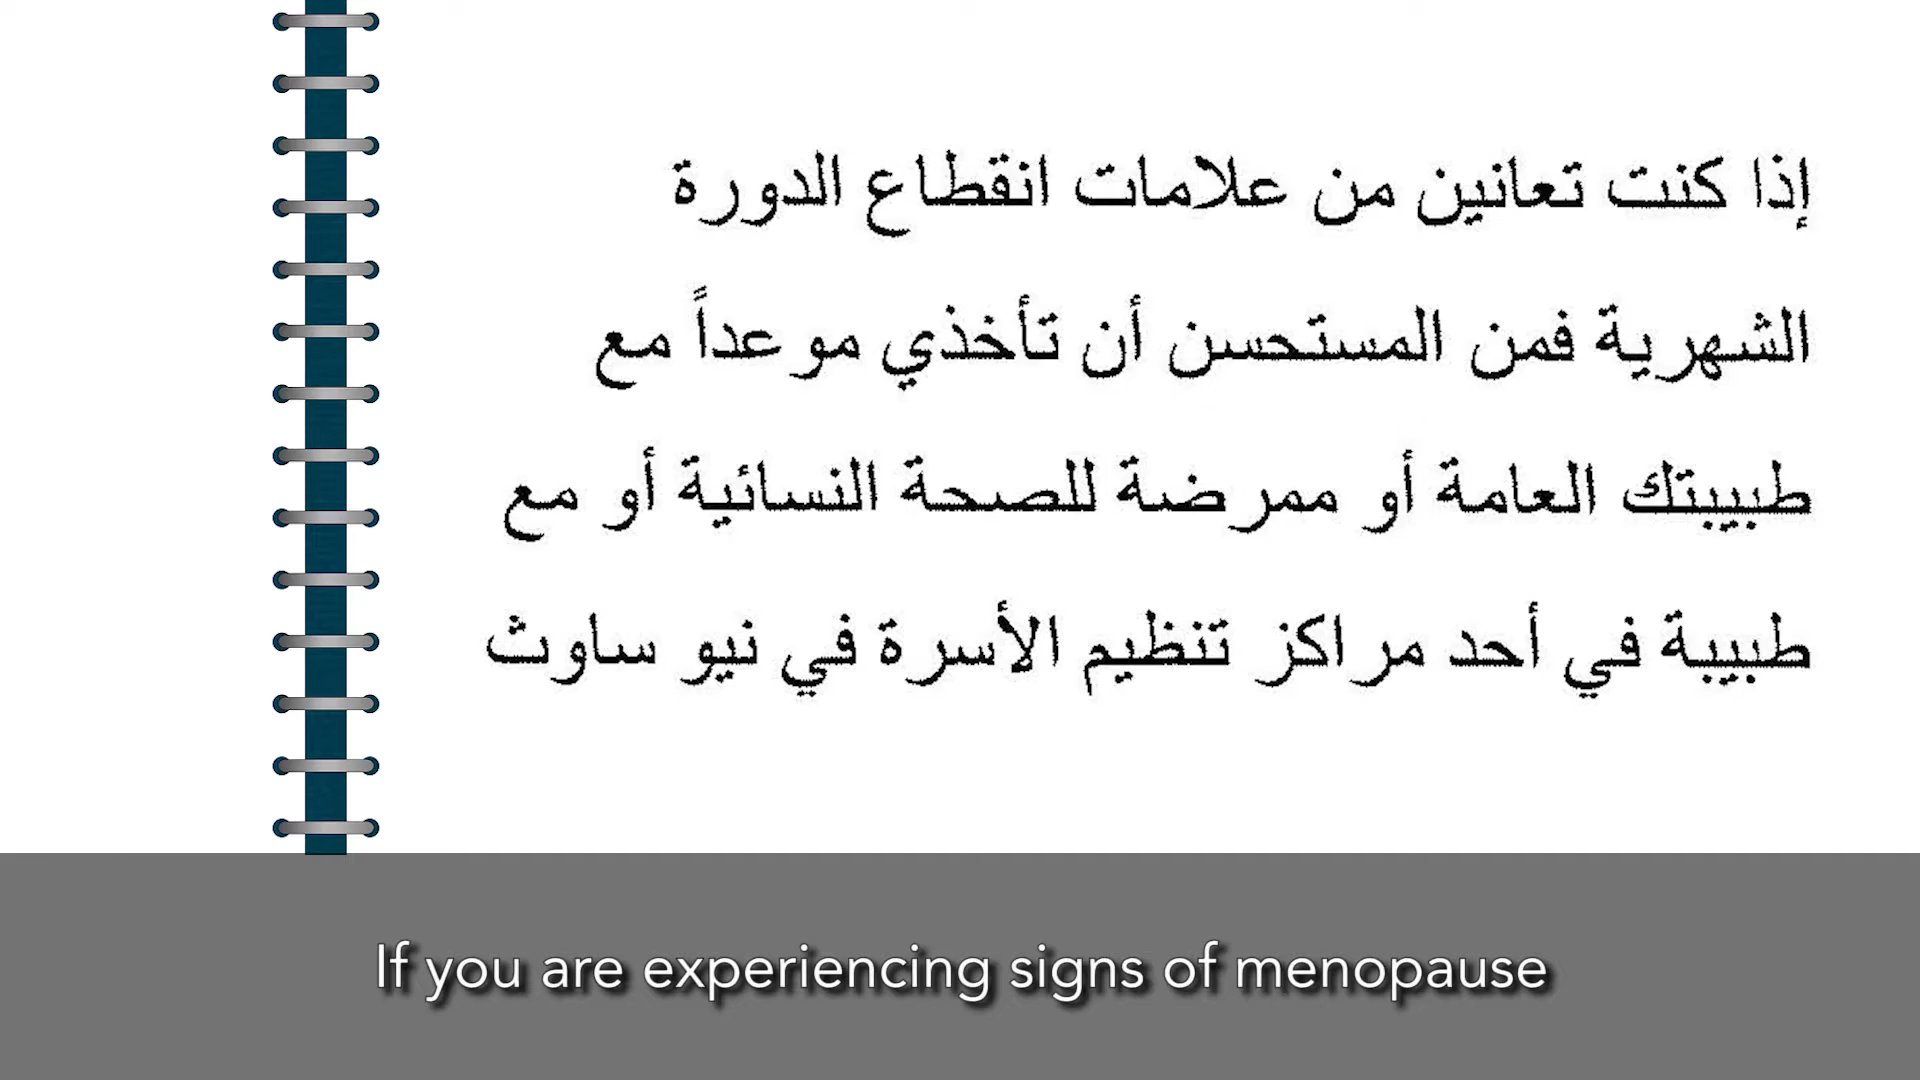 إذا كنت تعانين من علامات انقطاع الدورة
الشهرية فمن المستحسن أن تأخذي موعداً مع
طبيبتك العامة أو ممرضة للصحة النسائية أو مع
طبيبة في أحد مراكز تنظيم الأسرة في نيو ساوث
If you are experiencing signs of menopause